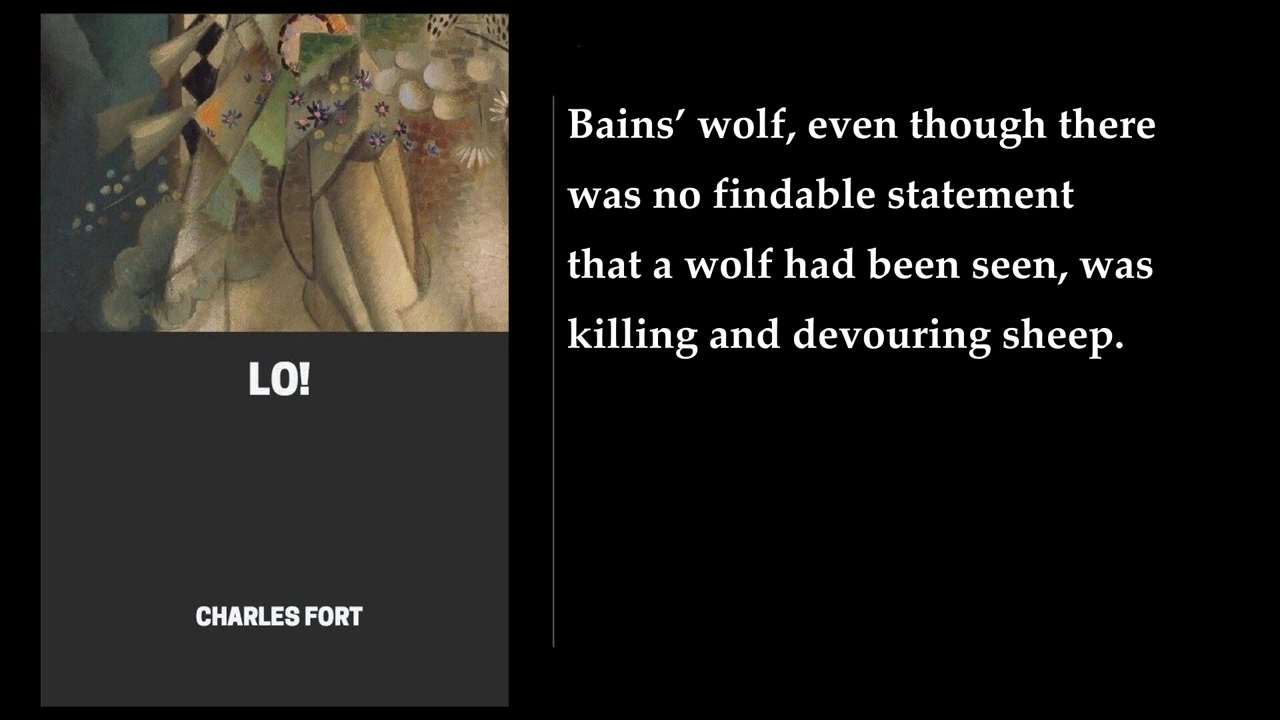 LO!
CHARLES FORT
Bains’ wolf, even though there
was no findable statement
that a wolf had been seen, was
killing and devouring sheep.